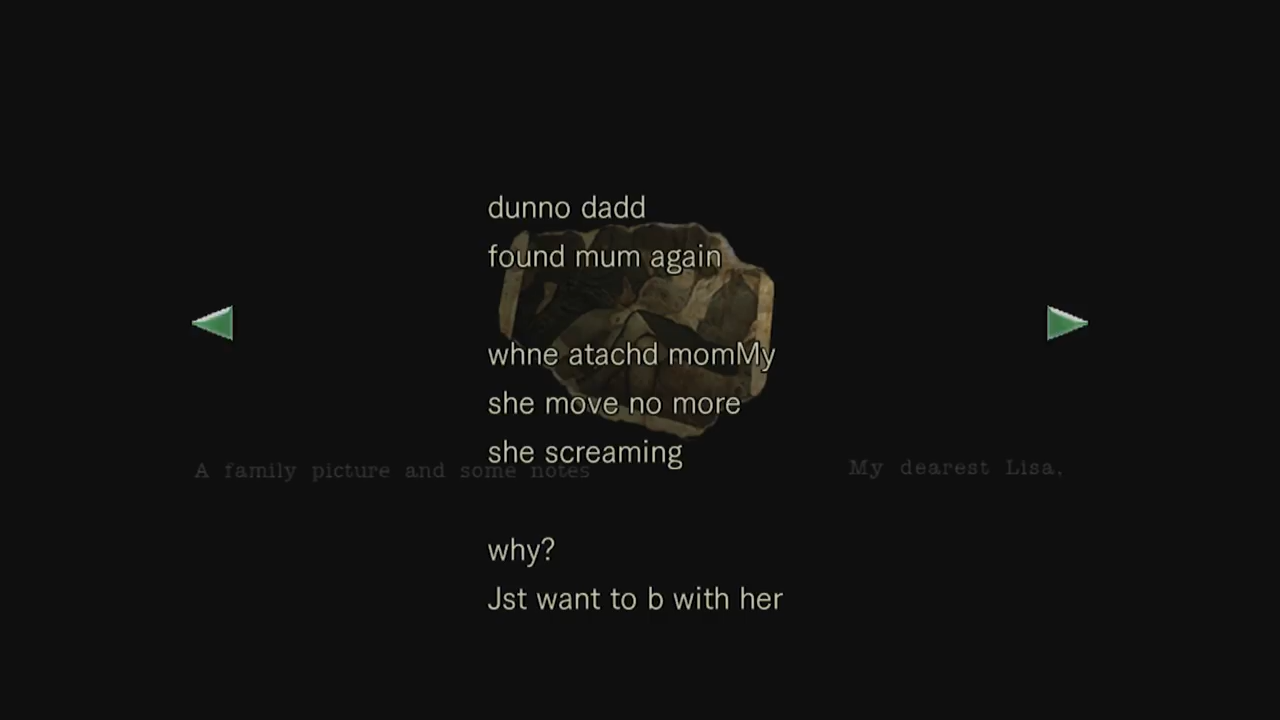 dunno dadd
found mum again
whne atachd momMy
she move no more
she screaming
A family picture and some notes
My dearest Lisa,
why?
Jst want to b with her